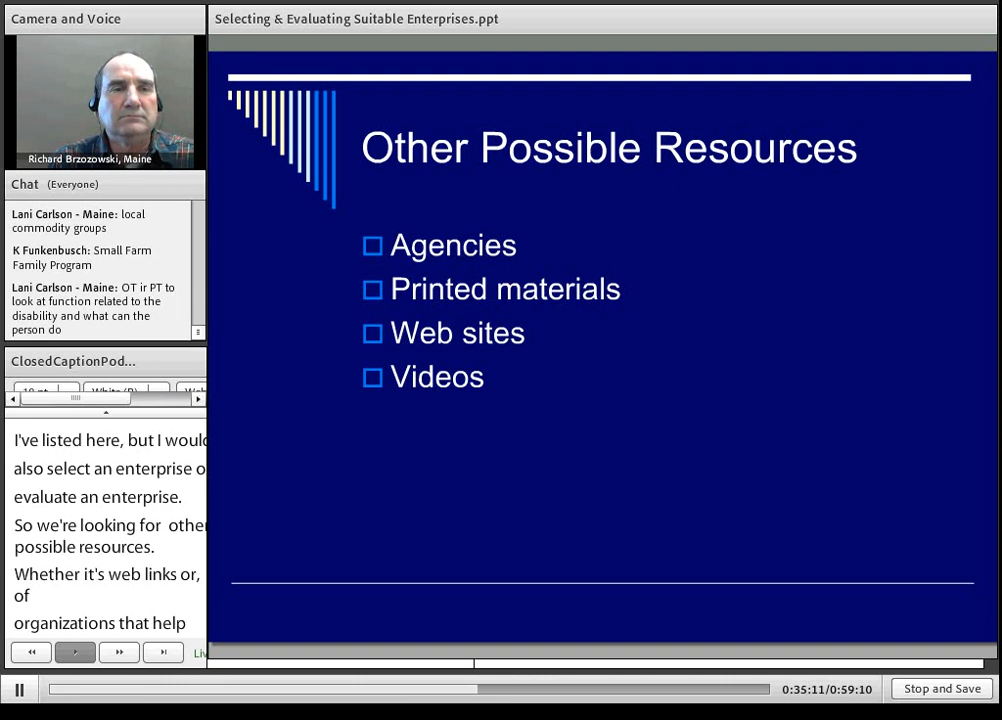 Camera and Voice
Richard Brzozowski, Maine
Chat (Everyone)
Lani Carlson - Maine: local
commodity groups
K Funkenbusch: Small Farm
Family Program
Lani Carlson - Maine: OT ir PT to
look at function related to the
disability and what can the
person do
ClosedCaptionPod...
I've listed here, but I would
also select an enterprise o
evaluate an enterprise.
So we're looking for other
possible resources.
Whether it's web links or,
of
organizations that help
Selecting & Evaluating Suitable Enterprises.ppt
Other Possible Resources
Agencies
Printed materials
Web sites
Videos
0:35:11/0:59:10
Stop and Save